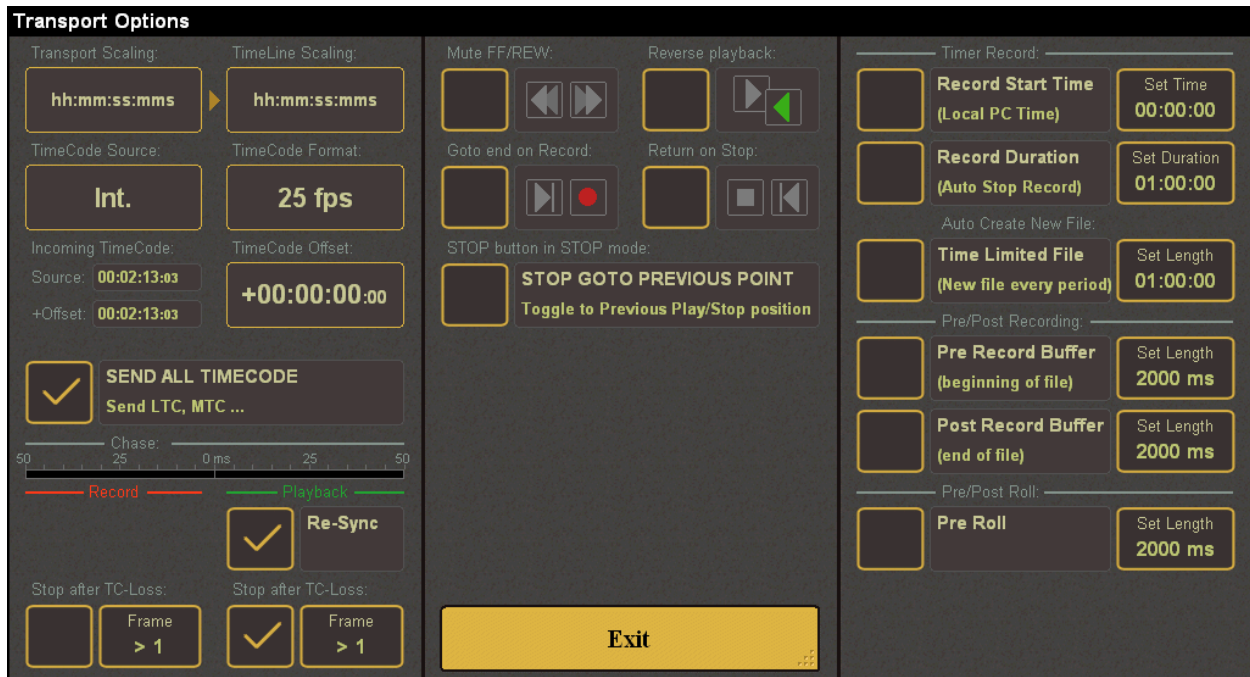 Transport Options
Transport Scaling:
TimeLine Scaling:
hh:mm:ss:mms
hh:mm:ss:mms
TimeCode Source:
TimeCode Format:
Int.
25 fps
Incoming TimeCode:
TimeCode Offset:
Source: 00:02:13:03
+00:00:00:00
+Offset: 00:02:13:03
SEND ALL TIMECODE
Send LTC, MTC ...
Chase:
50 25 0 ms 25 50
Record
Playback
Re-Sync
Stop after TC-Loss:
Stop after TC-Loss:
Frame
> 1
Frame
> 1
Mute FF/REW:
Reverse playback:
Goto end on Record:
Return on Stop:
STOP button in STOP mode:
STOP GOTO PREVIOUS POINT
Toggle to Previous Play/Stop position
Exit
Timer Record:
Record Start Time
(Local PC Time)
Set Time
00:00:00
Record Duration
(Auto Stop Record)
Set Duration
01:00:00
Auto Create New File:
Time Limited File
(New file every period)
Set Length
01:00:00
Pre/Post Recording:
Pre Record Buffer
(beginning of file)
Set Length
2000 ms
Post Record Buffer
(end of file)
Set Length
2000 ms
Pre/Post Roll:
Pre Roll
Set Length
2000 ms